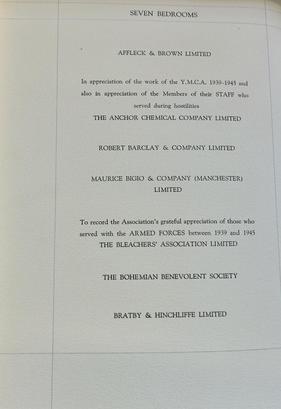 SEVEN BEDROOMS
AFFLECK & BROWN LIMITED
In appreciation of the work of the Y.M.C.A. 1939-1945 and
also in appreciation of the Members of their STAFF who
served during hostilities
THE ANCHOR CHEMICAL COMPANY LIMITED
ROBERT BARCLAY & COMPANY LIMITED
MAURICE BIGIO & COMPANY (MANCHESTER)
LIMITED
To record the Association's grateful appreciation of those who
served with the ARMED FORCES between 1939 and 1945
THE BLEACHERS' ASSOCIATION LIMITED
THE BOHEMIAN BENEVOLENT SOCIETY
BRATBY & HINCHLIFFE LIMITED